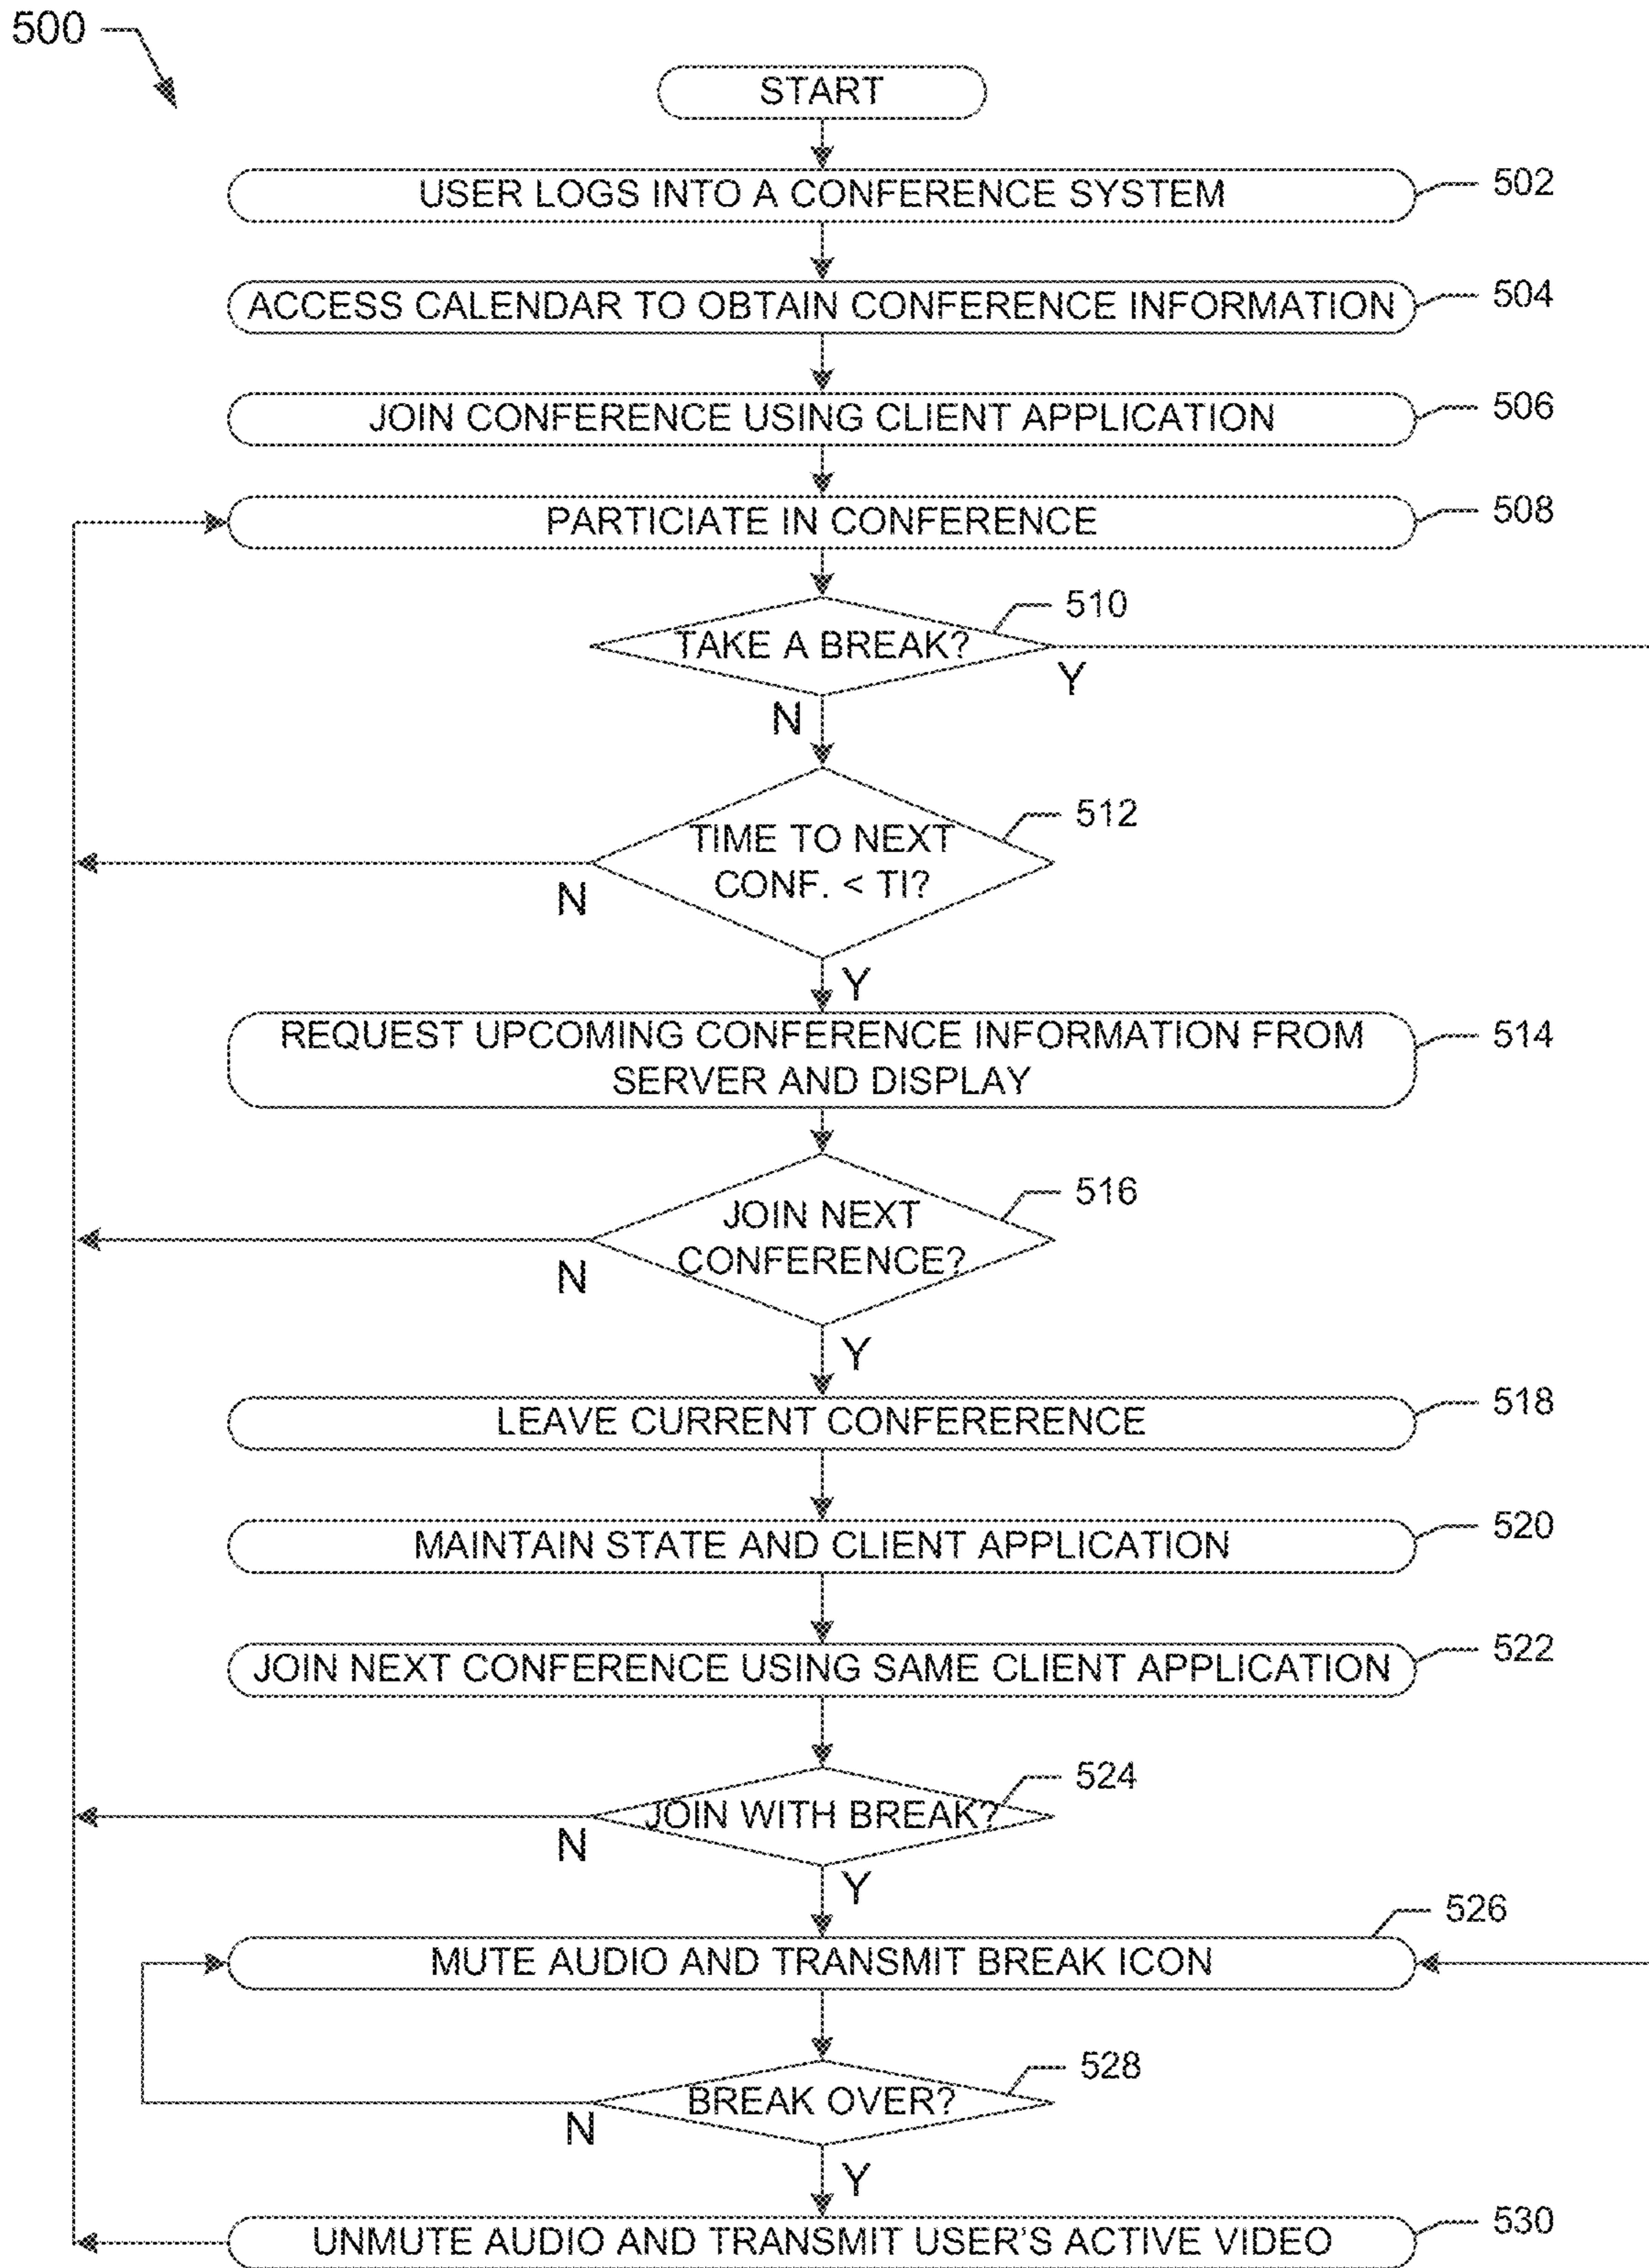 500
START
USER LOGS INTO A CONFERENCE SYSTEM
502
ACCESS CALENDAR TO OBTAIN CONFERENCE INFORMATION
504
JOIN CONFERENCE USING CLIENT APPLICATION
506
PARTICIATE IN CONFERENCE
508
510
TAKE A BREAK?
Y
N
512
TIME TO NEXT
CONF. < TI?
N
Y
REQUEST UPCOMING CONFERENCE INFORMATION FROM
SERVER AND DISPLAY
514
516
JOIN NEXT
CONFERENCE?
N
Y
LEAVE CURRENT CONFERERENCE
518
MAINTAIN STATE AND CLIENT APPLICATION
520
JOIN NEXT CONFERENCE USING SAME CLIENT APPLICATION
522
524
JOIN WITH BREAK?
N
Y
526
MUTE AUDIO AND TRANSMIT BREAK ICON
528
BREAK OVER?
N
Y
UNMUTE AUDIO AND TRANSMIT USER'S ACTIVE VIDEO
530